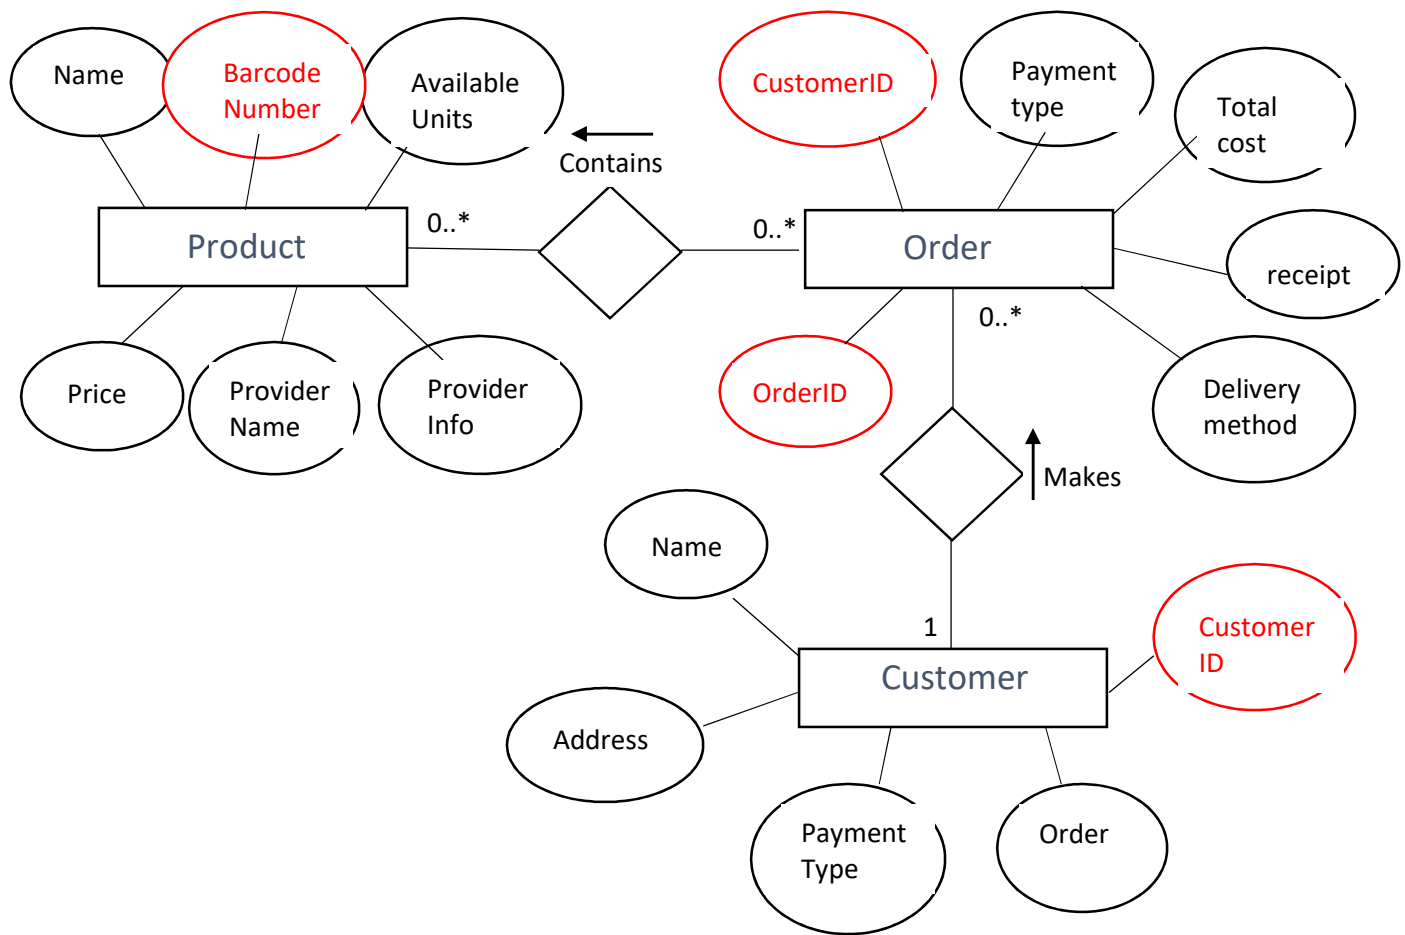 Name
Barcode
Number
Available
Units
CustomerID
Payment
type
Total
cost
Contains
0..*
0..*
Product
Order
receipt
0..*
Price
Provider
Name
Provider
Info
OrderID
Delivery
method
Makes
Name
1
Customer
ID
Customer
Address
Payment
Type
Order